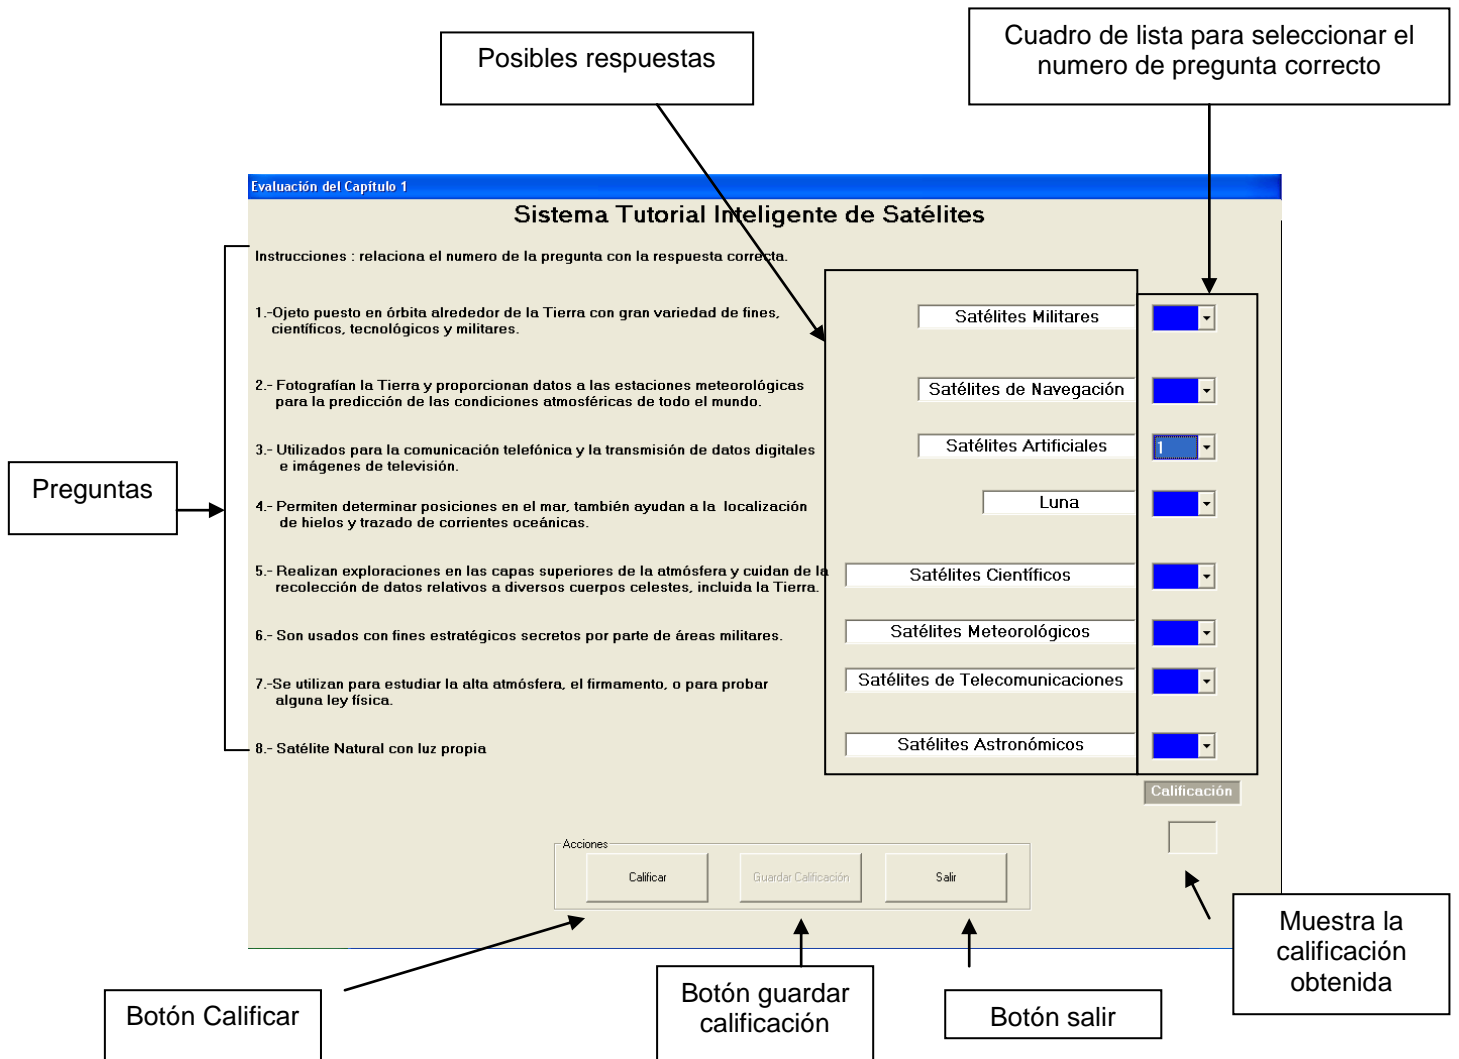 Posibles respuestas
Cuadro de lista para seleccionar el
numero de pregunta correcto
Evaluación del Capítulo 1
Sistema Tutorial Inteligente de Satélites
Instrucciones : relaciona el numero de la pregunta con la respuesta correcta.
1.-Ojeto puesto en órbita alrededor de la Tierra con gran variedad de fines,
científicos, tecnológicos y militares.
Satélites Militares
2.- Fotografían la Tierra y proporcionan datos a las estaciones meteorológicas
para la predicción de las condiciones atmosféricas de todo el mundo.
Satélites de Navegación
3.- Utilizados para la comunicación telefónica y la transmisión de datos digitales
e imágenes de televisión.
Satélites Artificiales
1
Preguntas
4.- Permiten determinar posiciones en el mar, también ayudan a la localización
de hielos y trazado de corrientes oceánicas.
Luna
5.- Realizan exploraciones en las capas superiores de la atmósfera y cuidan de la
recolección de datos relativos a diversos cuerpos celestes, incluida la Tierra.
Satélites Científicos
6.- Son usados con fines estratégicos secretos por parte de áreas militares.
Satélites Meteorológicos
7.-Se utilizan para estudiar la alta atmósfera, el firmamento, o para probar
alguna ley física.
Satélites de Telecomunicaciones
8.- Satélite Natural con luz propia
Satélites Astronómicos
Calificación
Acciones
Calificar
Guardar Calificación
Salir
Muestra la
calificación
obtenida
Botón Calificar
Botón guardar
calificación
Botón salir